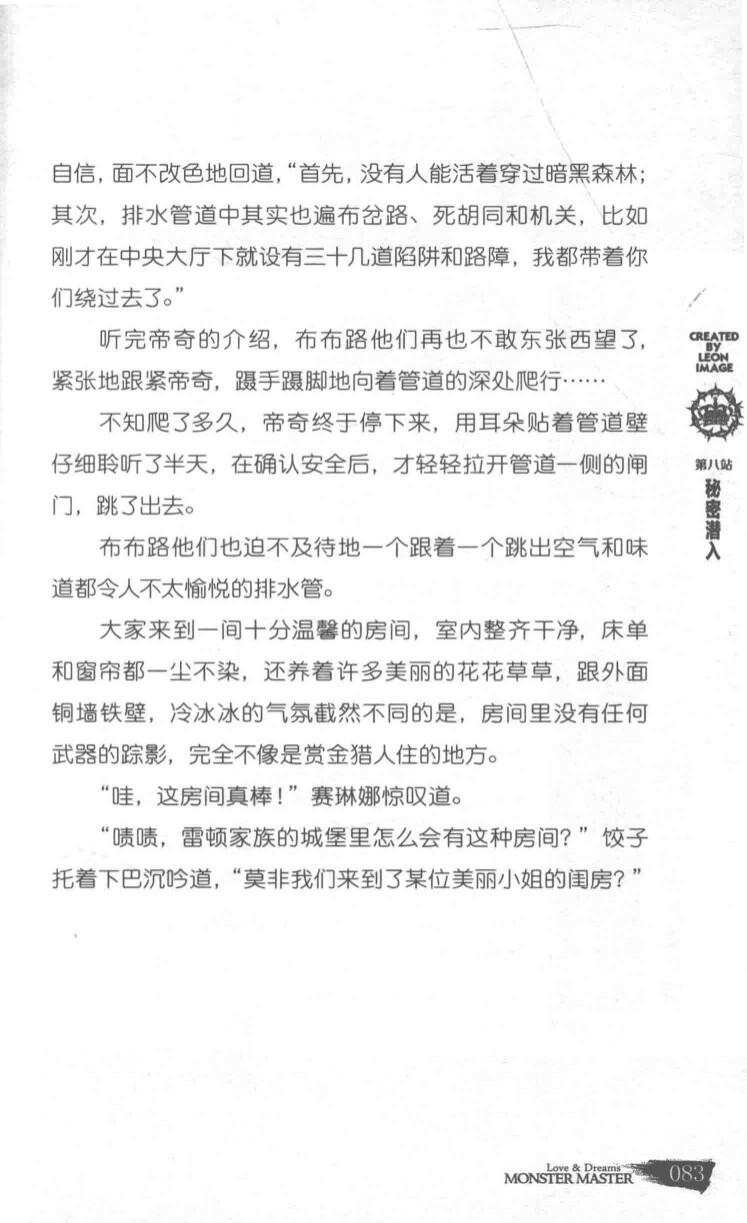 自信，面不改色地回道，“首先，没有人能活着穿过暗黑森林；
其次，排水管道中其实也遍布岔路、死胡同和机关，比如
刚才在中央大厅下就设有三十几道陷阱和路障，我都带着你
们绕过去了。”
听完帝奇的介绍，布布路他们再也不敢东张西望了，
紧张地跟紧帝奇，蹑手蹑脚地向着管道的深处爬行……
不知爬了多久，帝奇终于停下来，用耳朵贴着管道壁
仔细聆听了半天，在确认安全后，才轻轻拉开管道一侧的闸
门，跳了出去。
布布路他们也迫不及待地一个跟着一个跳出空气和味
道都令人不太愉悦的排水管。
大家来到一间十分温馨的房间，室内整齐干净，床单
和窗帘都一尘不染，还养着许多美丽的花花草草，跟外面
铜墙铁壁，冷冰冰的气氛截然不同的是，房间里没有任何
武器的踪影，完全不像是赏金猎人住的地方。
“哇，这房间真棒！”赛琳娜惊叹道。
“啧啧，雷顿家族的城堡里怎么会有这种房间？”饺子
托着下巴沉吟道，“莫非我们来到了某位美丽小姐的闺房？”
CREATED
BY
LEON
IMAGE
第八站
秘密潜入
Love & Dreams
MONSTER MASTER
083